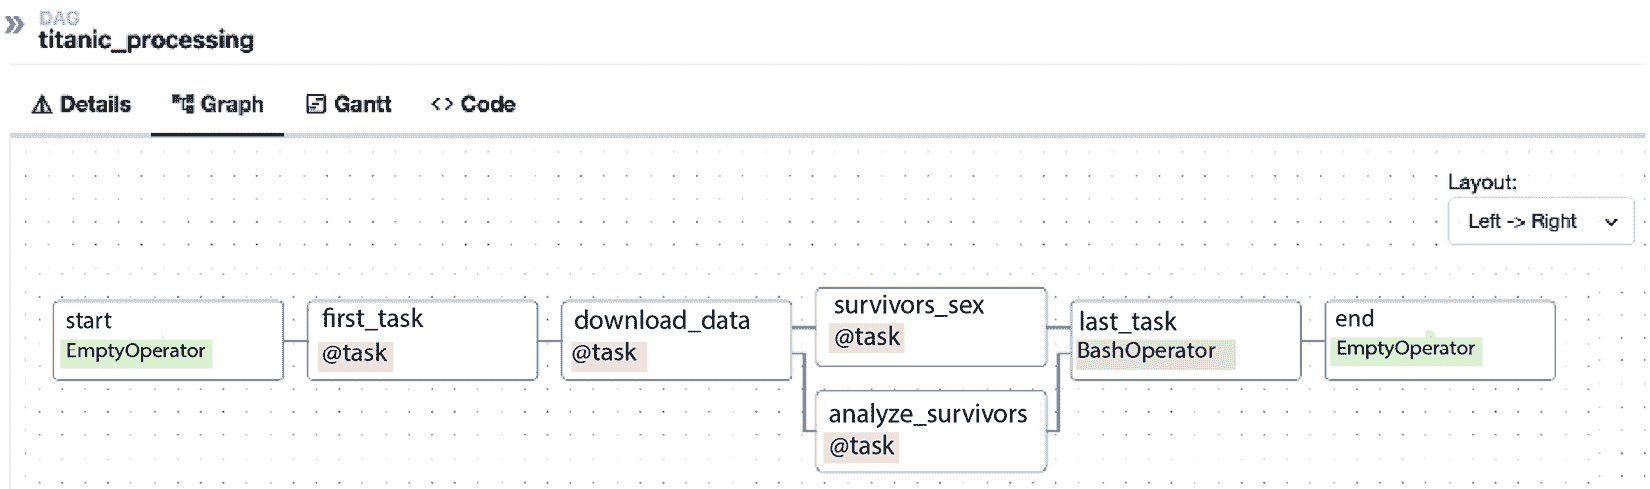 DAG
titanic_processing
Details
Graph
Gantt
<> Code
Layout:
Left -> Right
start
EmptyOperator
first_task
@task
download_data
@task
survivors_sex
@task
analyze_survivors
@task
last_task
BashOperator
end
EmptyOperator